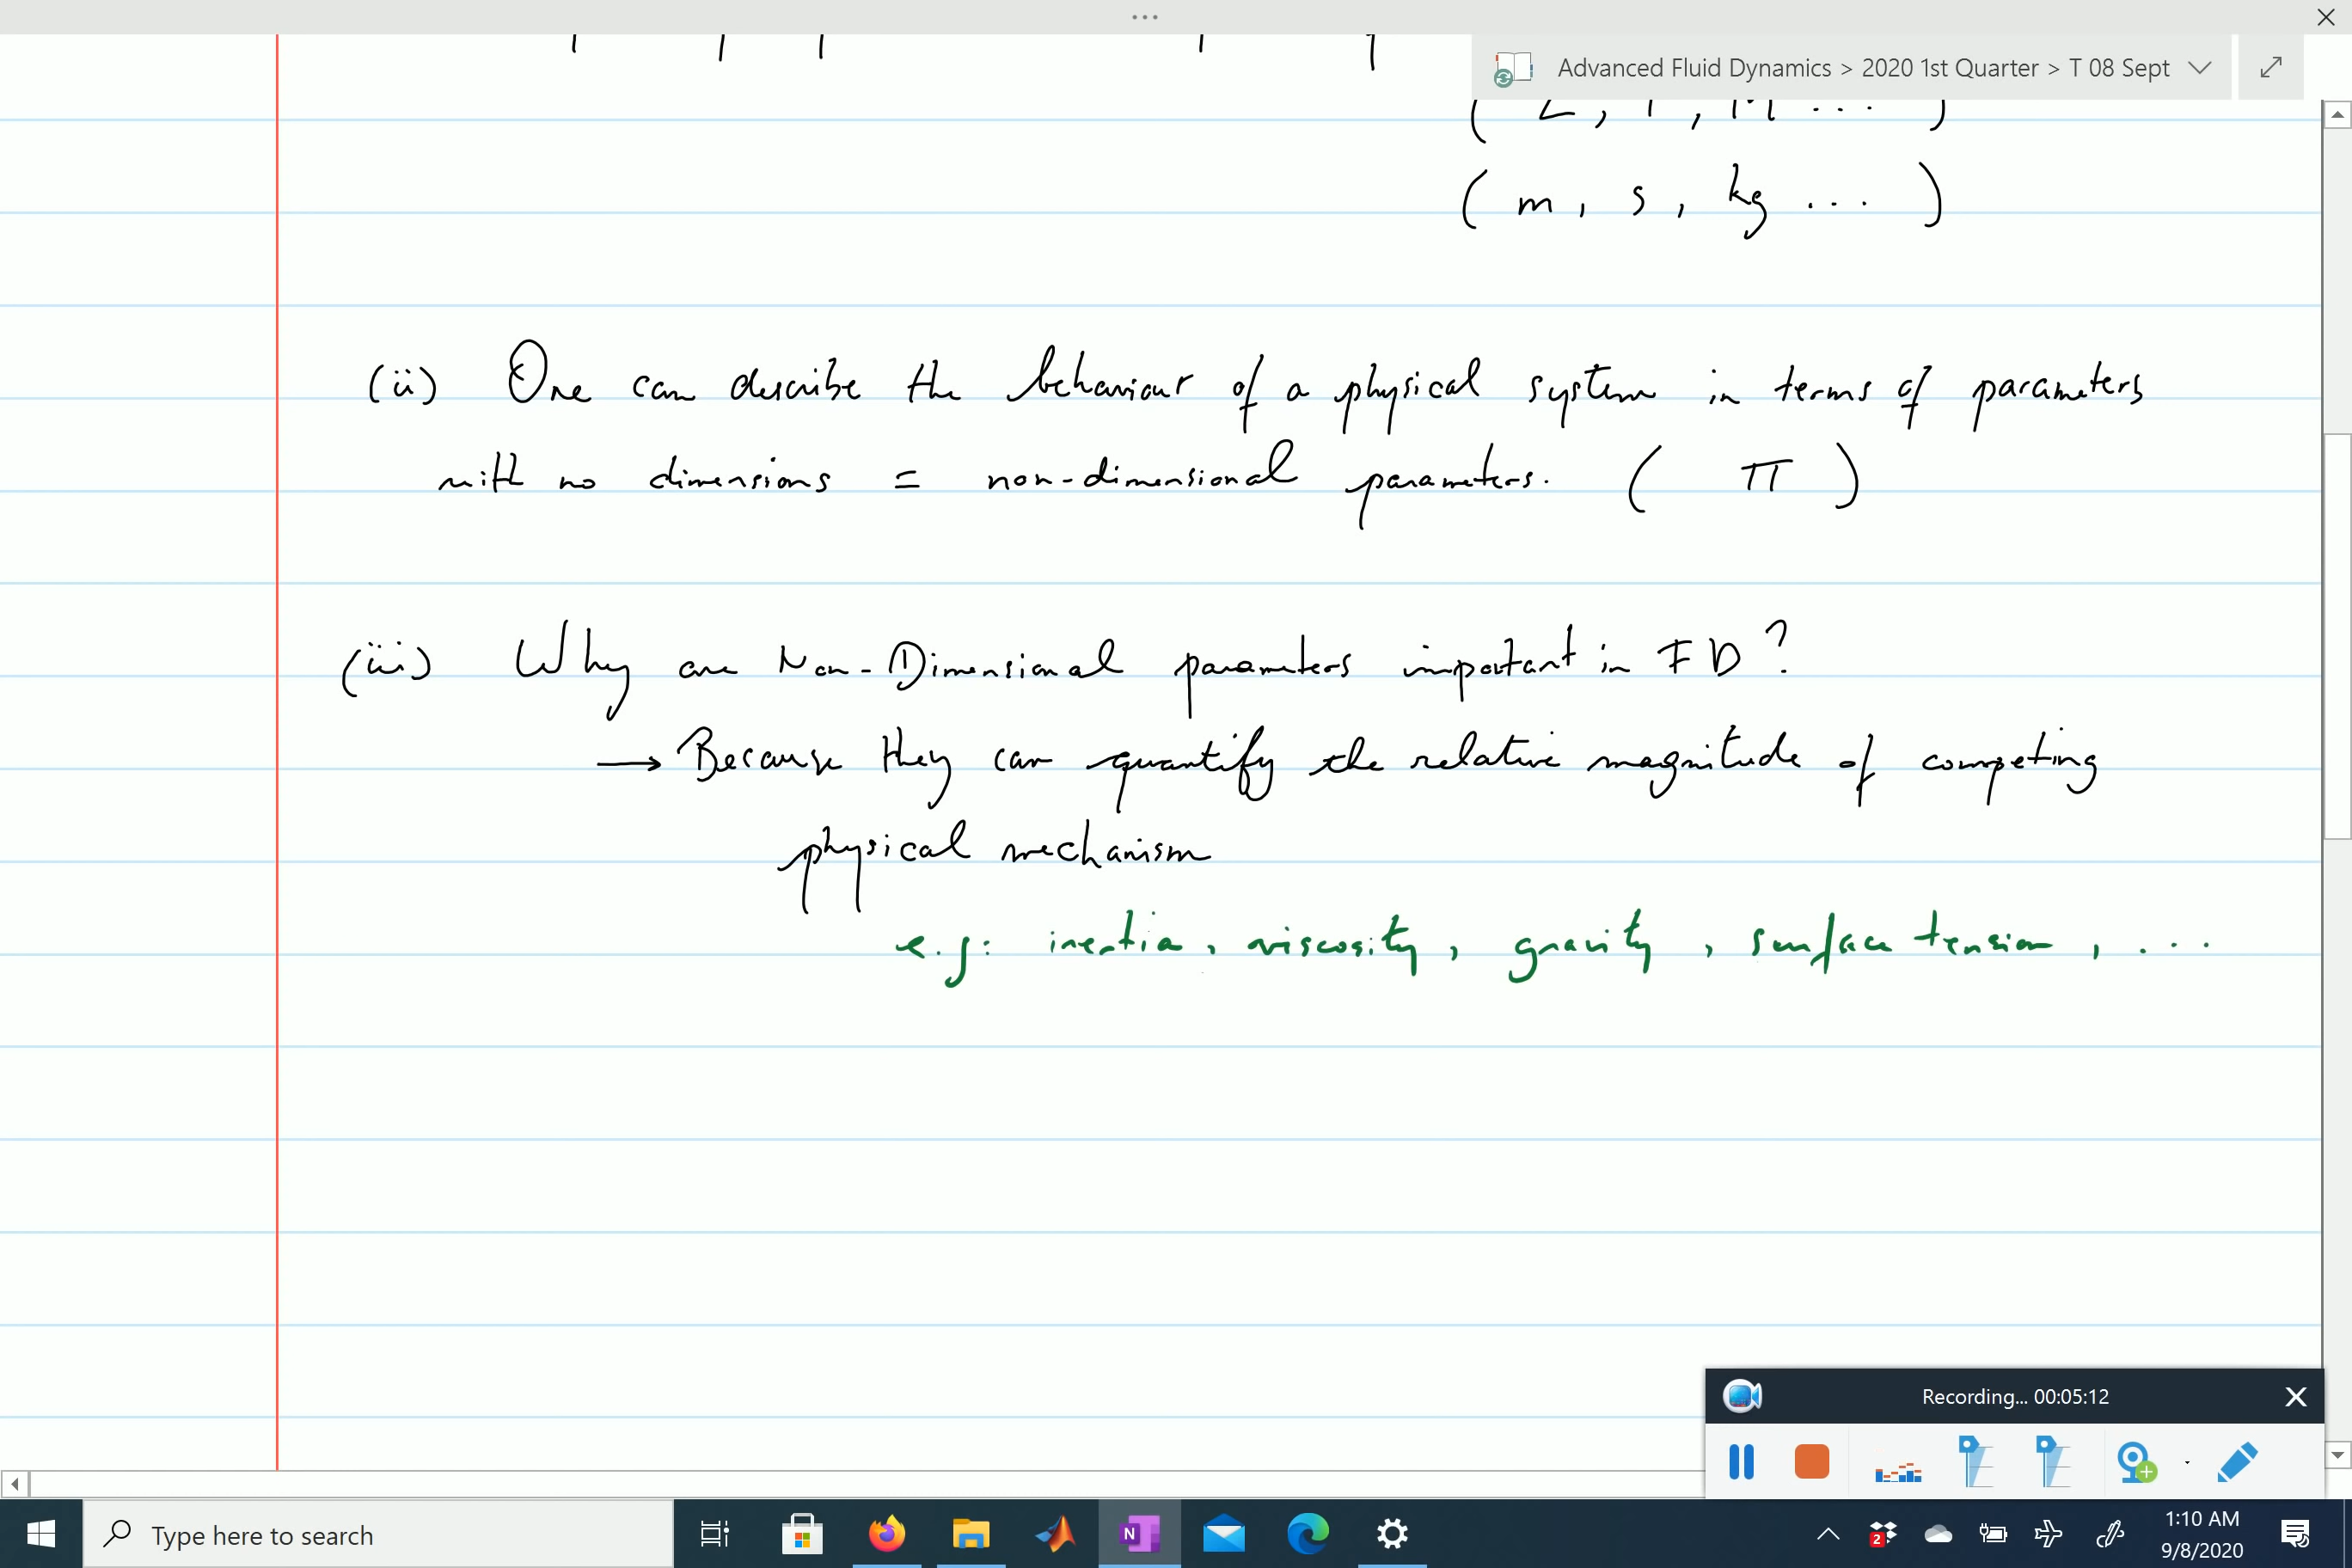 Advanced Fluid Dynamics > 2020 1st Quarter > T 08 Sept
( L , T , M ... )
( m , s , kg ... )
(ii) One can describe the behaviour of a physical system in terms of parameters
with no dimensions = non-dimensional parameters. ( π )
(iii) Why are Non-Dimensional parameters important in FD?
→ Because they can quantify the relative magnitude of competing
physical mechanism
e.g: inertia, viscosity, gravity, surface tension, ...
Recording... 00:05:12
Type here to search
N
2
1:10 AM
9/8/2020